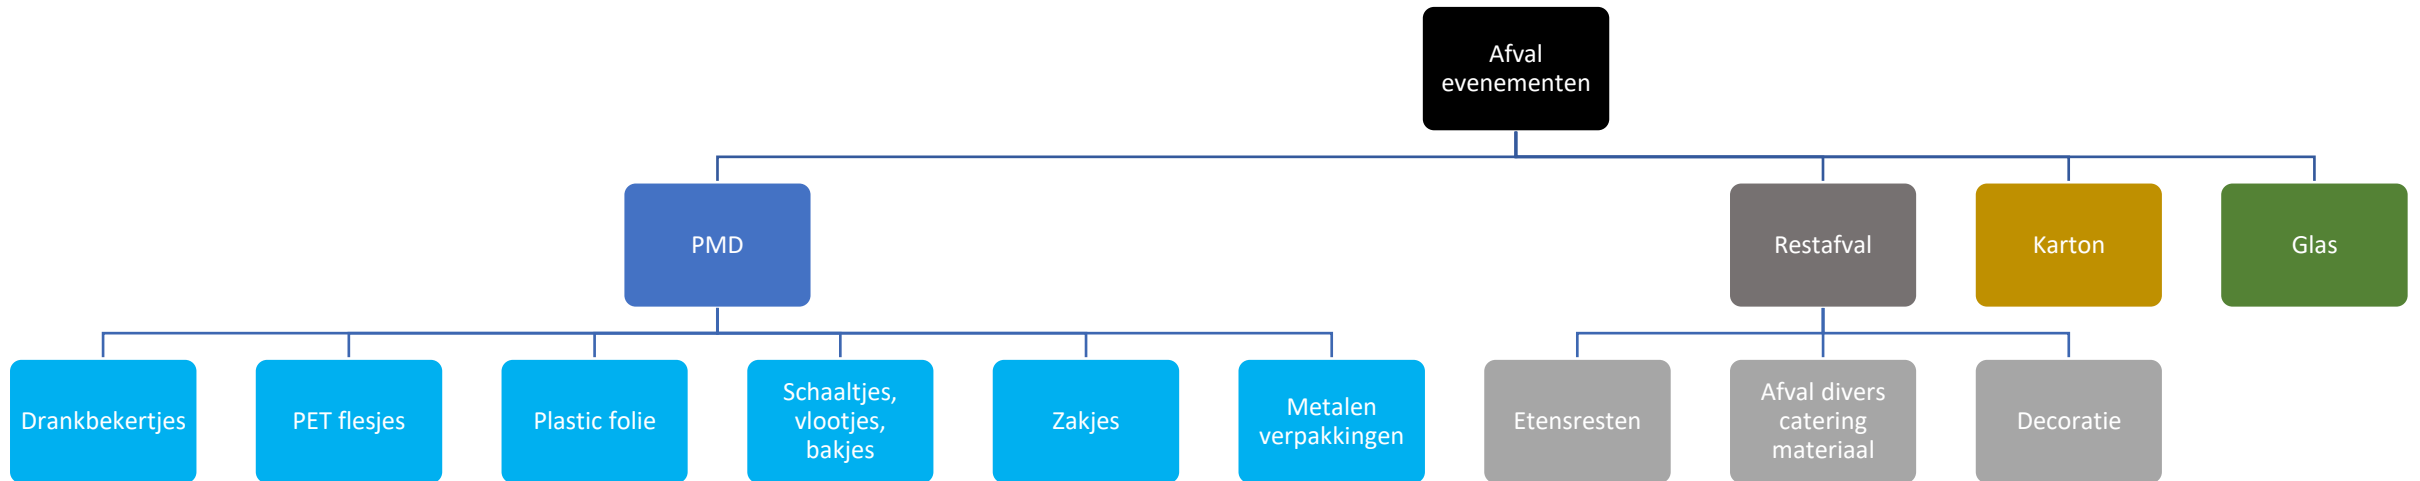 Afval
evenementen
PMD
Restafval
Karton
Glas
Drankbekertjes
PET flesjes
Plastic folie
Schaaltjes,
vlootjes,
bakjes
Zakjes
Metalen
verpakkingen
Etensresten
Afval divers
catering
materiaal
Decoratie